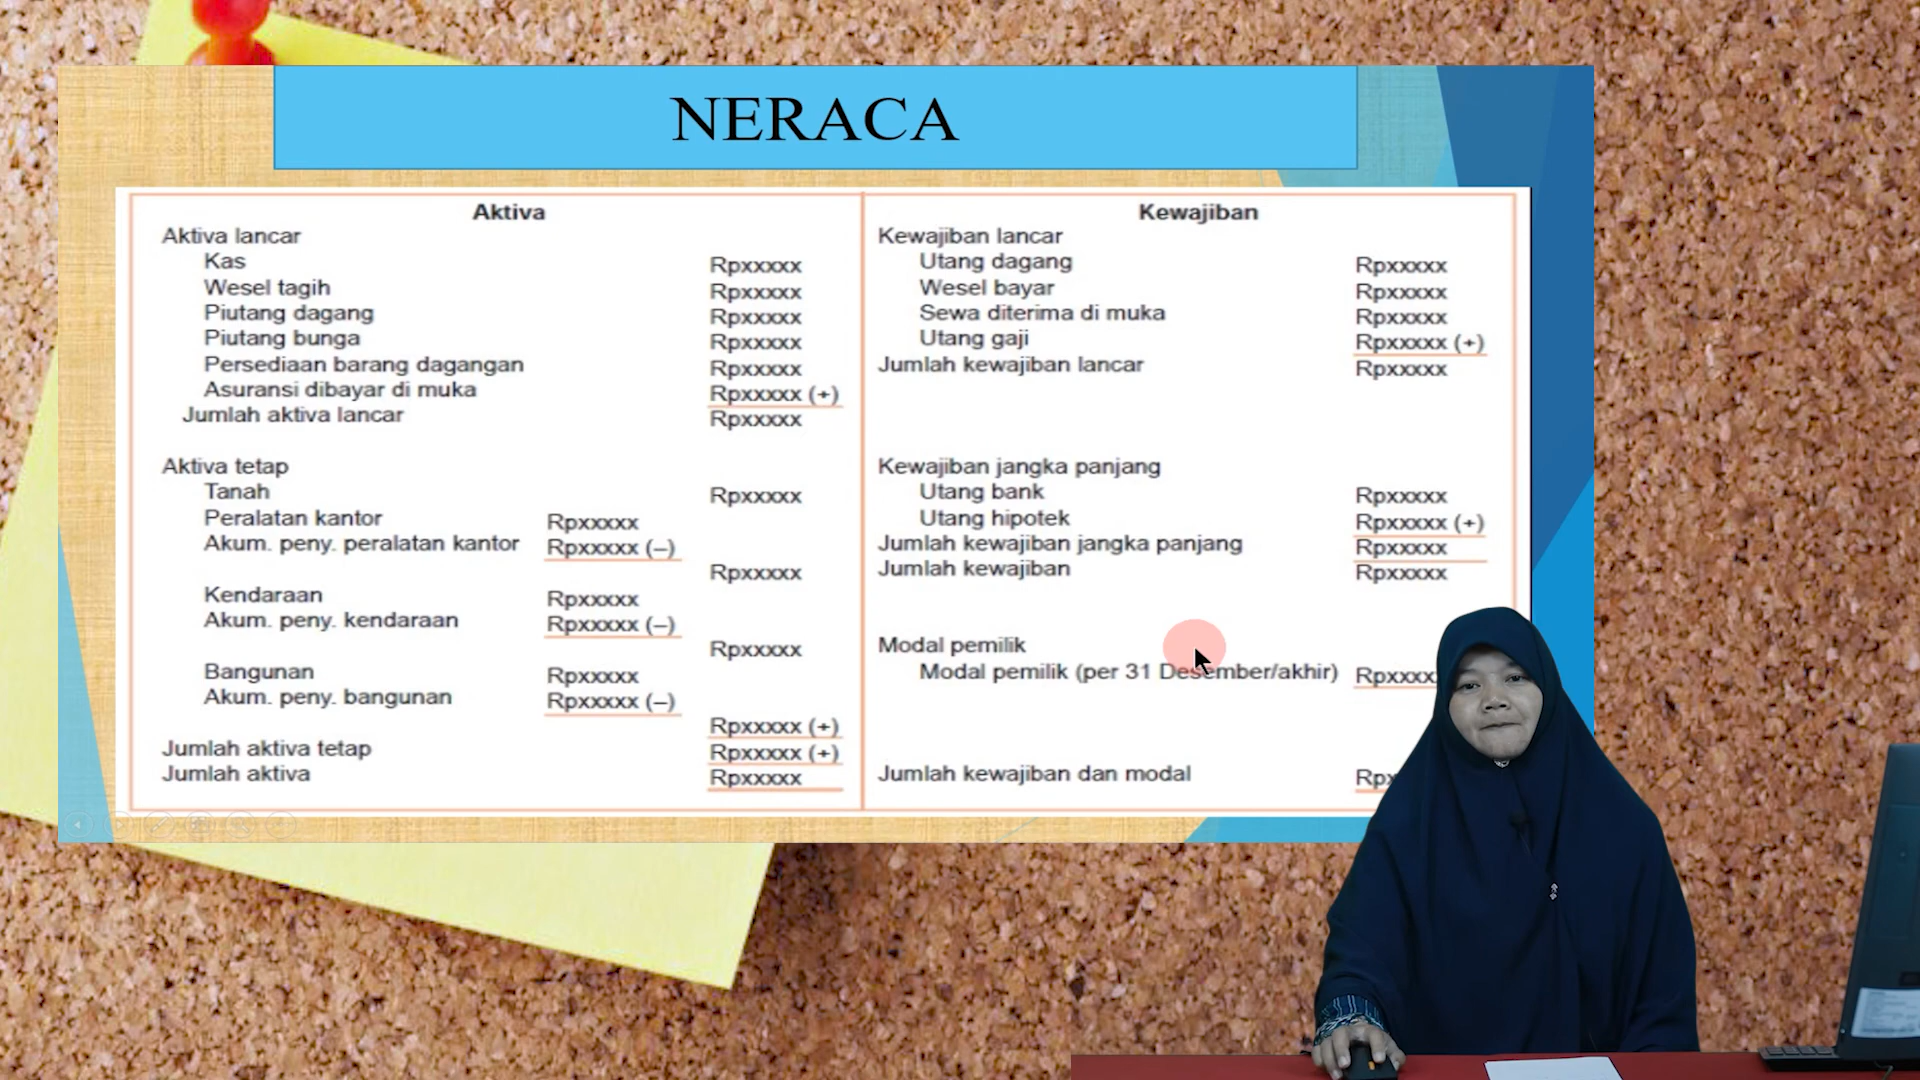 NERACA
Aktiva
Aktiva lancar
Kas Rpxxxxx
Wesel tagih Rpxxxxx
Piutang dagang Rpxxxxx
Piutang bunga Rpxxxxx
Persediaan barang dagangan Rpxxxxx
Asuransi dibayar di muka Rpxxxxx (+)
Jumlah aktiva lancar Rpxxxxx
Aktiva tetap
Tanah Rpxxxxx
Peralatan kantor Rpxxxxx
Akum. peny. peralatan kantor Rpxxxxx (–)
Rpxxxxx
Kendaraan Rpxxxxx
Akum. peny. kendaraan Rpxxxxx (–)
Rpxxxxx
Bangunan Rpxxxxx
Akum. peny. bangunan Rpxxxxx (–)
Rpxxxxx (+)
Jumlah aktiva tetap Rpxxxxx (+)
Jumlah aktiva Rpxxxxx
Kewajiban
Kewajiban lancar
Utang dagang Rpxxxxx
Wesel bayar Rpxxxxx
Sewa diterima di muka Rpxxxxx
Utang gaji Rpxxxxx (+)
Jumlah kewajiban lancar Rpxxxxx
Kewajiban jangka panjang
Utang bank Rpxxxxx
Utang hipotek Rpxxxxx (+)
Jumlah kewajiban jangka panjang Rpxxxxx
Jumlah kewajiban Rpxxxxx
Modal pemilik
Modal pemilik (per 31 Desember/akhir) Rpxxxx
Jumlah kewajiban dan modal Rpx